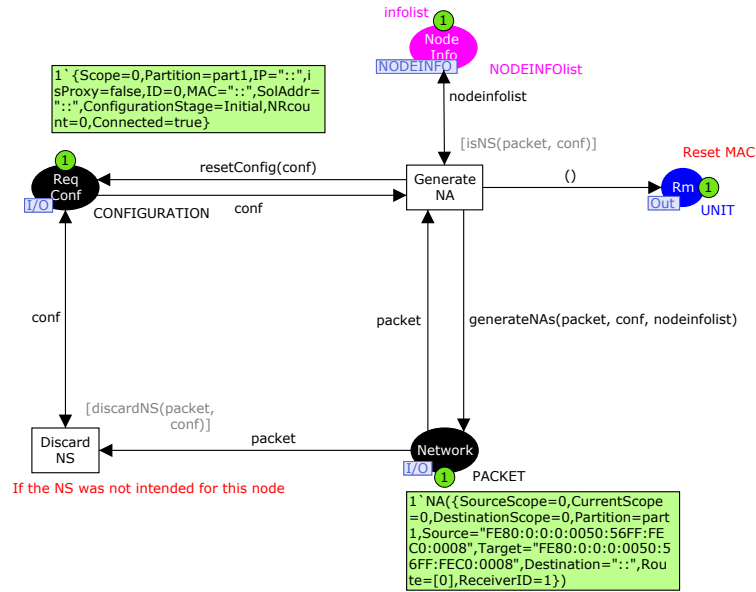 infolist
1
Node
Info
NODEINFO
NODEINFOlist
nodeinfolist
1`{Scope=0,Partition=part1,IP="::",i
sProxy=false,ID=0,MAC="::",SolAddr=
"::",ConfigurationStage=Initial,NRco
unt=0,Connected=true}
[isNS(packet, conf)]
Reset MAC
1
Req
Conf
I/O
CONFIGURATION
resetConfig(conf)
conf
Generate
NA
()
Rm
1
Out
UNIT
conf
packet
generateNAs(packet, conf, nodeinfolist)
[discardNS(packet,
conf)]
Discard
NS
packet
Network
I/O
1
PACKET
If the NS was not intended for this node
1`NA({SourceScope=0,CurrentScope
=0,DestinationScope=0,Partition=part
1,Source="FE80:0:0:0:0050:56FF:FE
C0:0008",Target="FE80:0:0:0:0050:5
6FF:FEC0:0008",Destination="::",Rou
te=[0],ReceiverID=1})